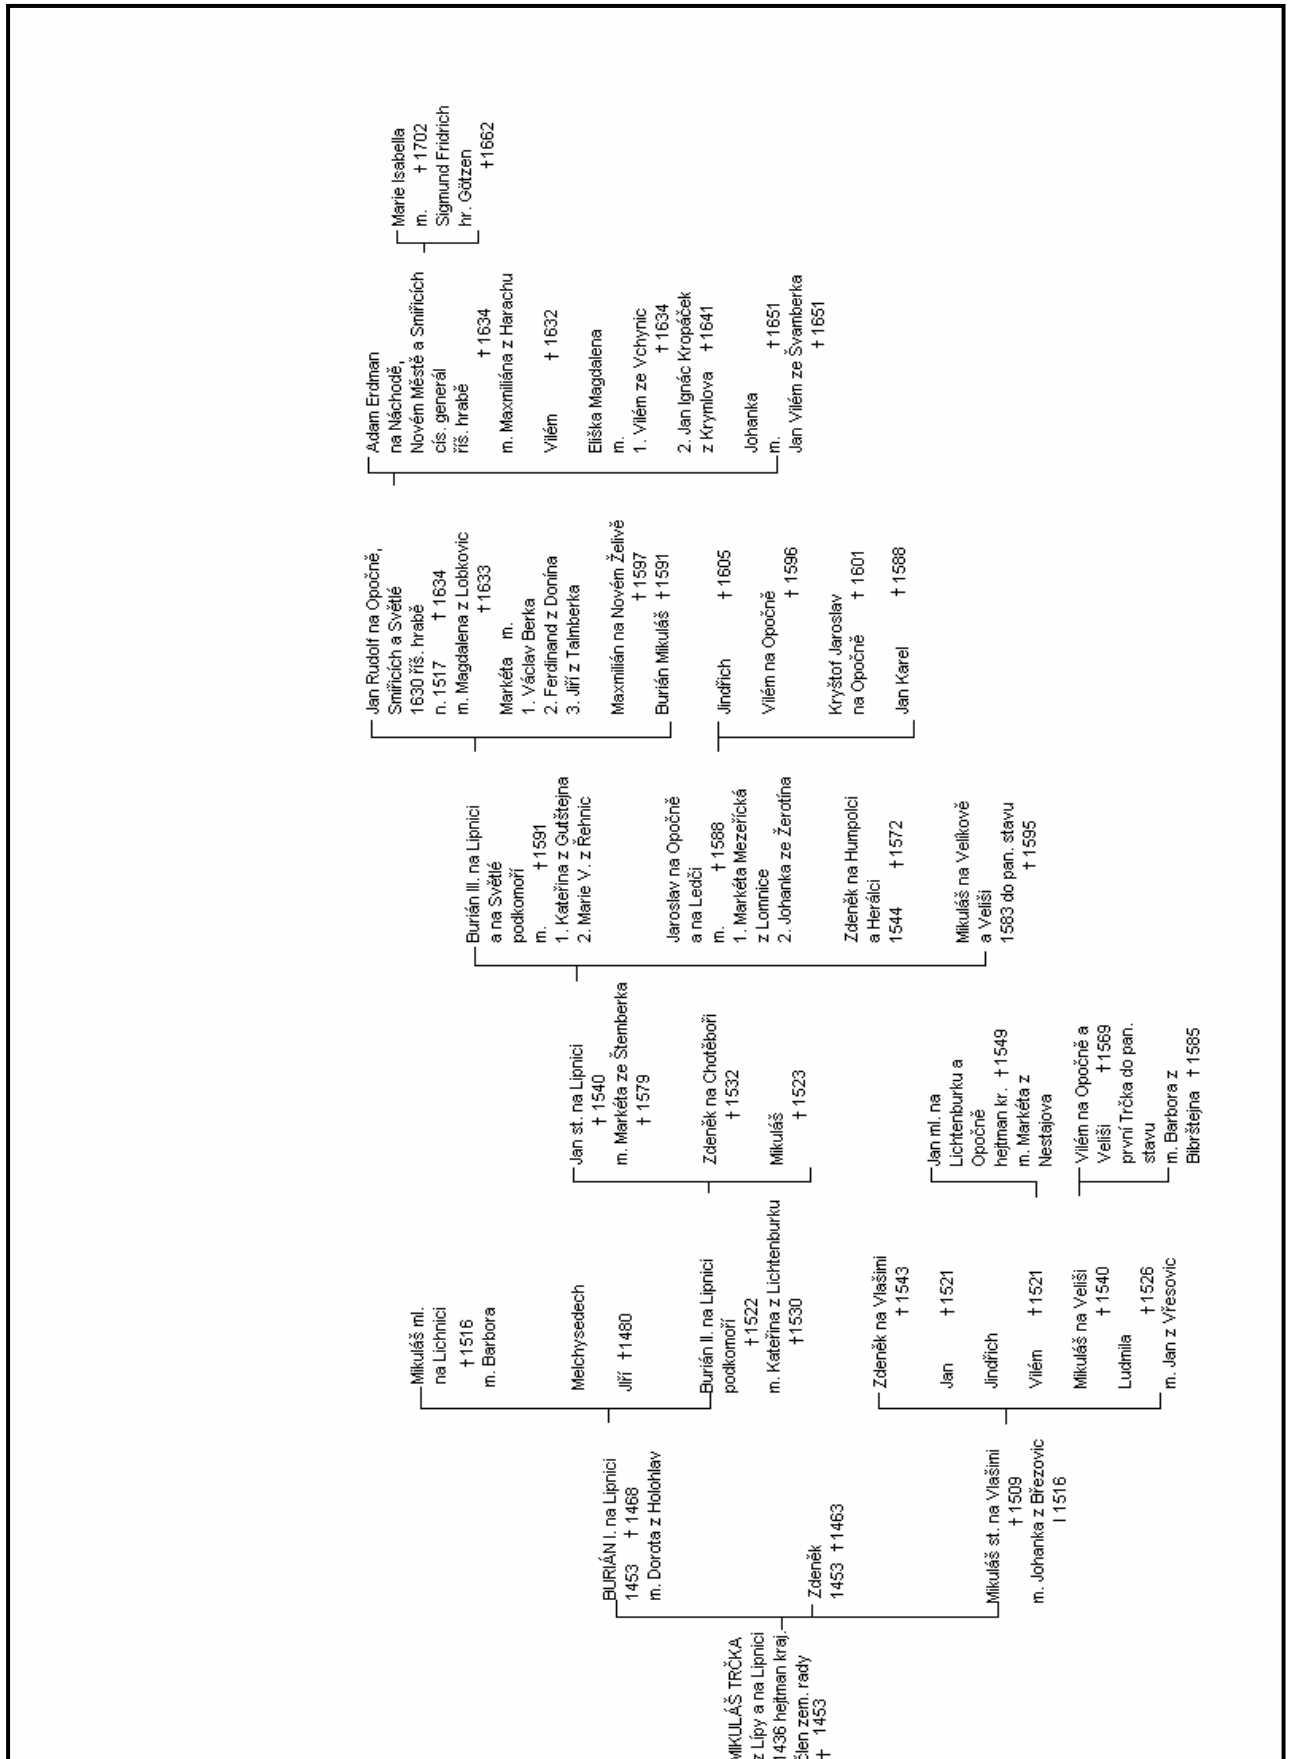 MIKULÁŠ TRČKA
z Lípy a na Lipnici
1436 hejtman kraj.
člen zem. rady
† 1453
BURIÁN I. na Lipnici
1453 † 1468
m. Dorota z Holohlav
Zdeněk
1453 †1463
Mikuláš st. na Vlašimi
† 1509
m. Johanka z Březovic
l 1516
Mikuláš ml.
na Lichnici
†1516
m. Barbora
Melchysedech
Jiří †1480
Burián II. na Lipnici
podkomoří
†1522
m. Kateřina z Lichtenburku
†1530
Zdeněk na Vlašimi
†1543
Jan †1521
Jindřich
Vilém †1521
Mikuláš na Veliši
†1540
Ludmila
†1526
m. Jan z Vřesovic
Jan st. na Lipnici
† 1540
m. Markéta ze Štemberka
†1579
Zdeněk na Chotěboři
†1532
Mikuláš
†1523
Jan ml. na
Lichtenburku a
Opočně
hejtman kr. †1549
m. Markéta z
Nestajova
Vilém na Opočně a
Veliši †1569
první Trčka do pan.
stavu
m. Barbora z
Bibrštejna †1585
Burián III. na Lipnici
a na Světlé
podkomoří
m. †1591
1. Kateřina z Gutštejna
2. Marie V. z Řehnic
Jaroslav na Opočně
a na Ledči
m. †1588
1. Markéta Mezeřická
z Lomnice
2. Johanka ze Žerotína
Zdeněk na Humpolci
a Herálci
1544 †1572
Mikuláš na Velíkově
a Veliši
1583 do pan. stavu
† 1595
Jan Rudolf na Opočně,
Smiřicích a Světlé
1630 říš. hrabě
n. 1517 † 1634
m. Magdalena z Lobkovic
†1633
Markéta m.
1. Václav Berka
2. Ferdinand z Donína
3. Jiří z Talmberka
Maxmilián na Novém Želivě
†1597
Burián Mikuláš †1591
Jindřich †1605
Vilém na Opočně
†1596
Kryštof Jaroslav
na Opočně † 1601
Jan Karel †1588
Adam Erdman
na Náchodě,
Novém Městě a Smiřicích
cís. generál
říš. hrabě
†1634
m. Maxmiliána z Harachu
Vilém † 1632
Eliška Magdalena
m.
1. Vilém ze Vchynic
†1634
2. Jan Ignác Kropáček
z Krymlova †1641
Johanka
m. †1651
Jan Vilém ze Švamberka
†1651
Marie Isabella
m. †1702
Sigmund Fridrich
hr. Götzen
†1662